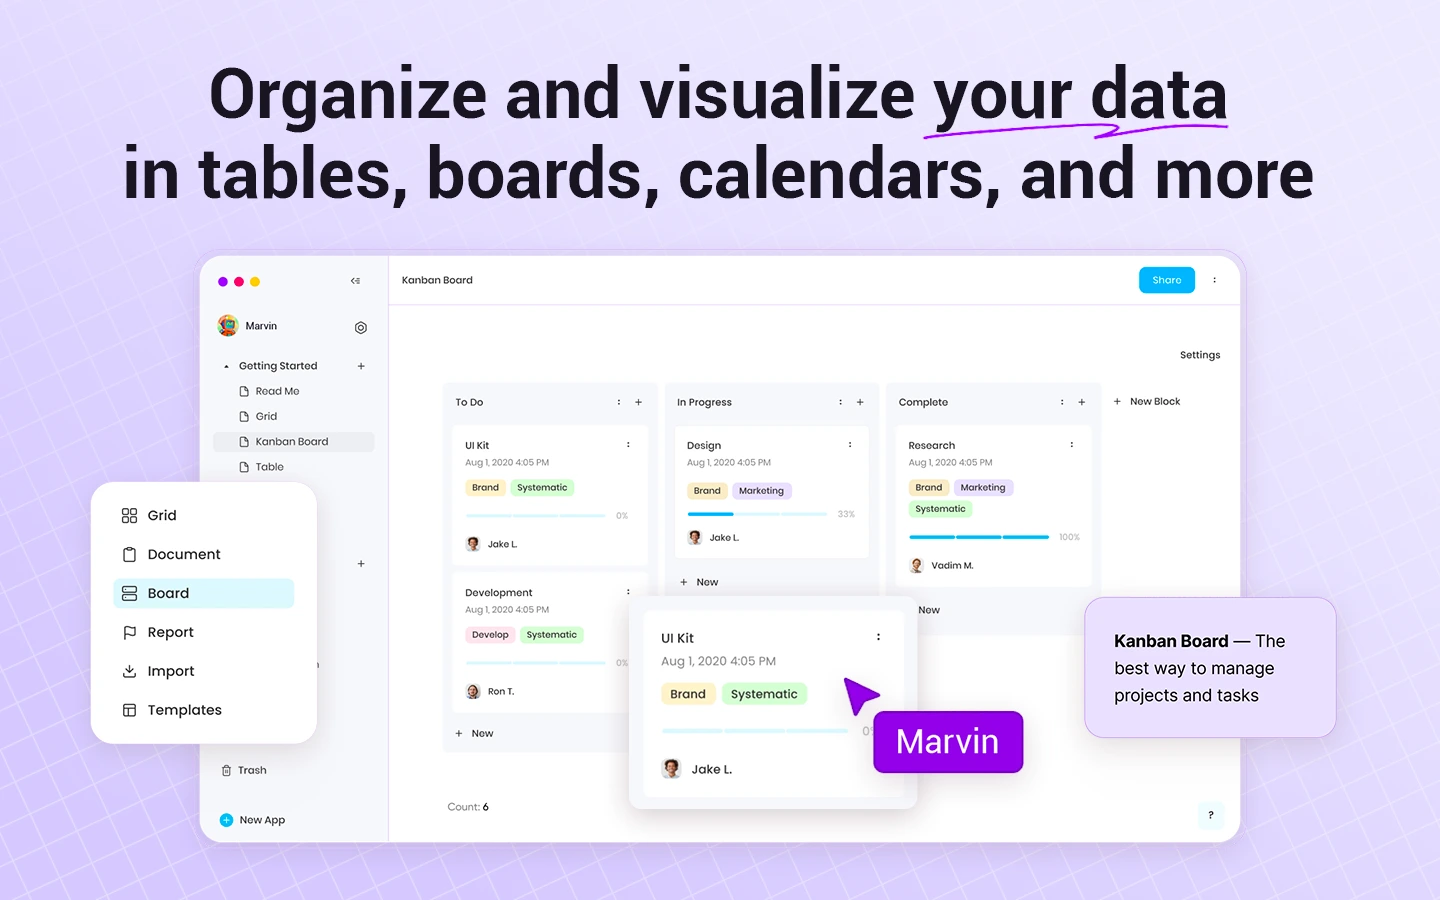 Organize and visualize your data
in tables, boards, calendars, and more
Kanban Board
Share
Marvin
Settings
Getting Started
Read Me
Grid
Kanban Board
Table
Grid
Document
Board
Report
Import
Templates
Trash
New App
To Do
UI Kit
Aug 1, 2020 4:05 PM
Brand Systematic
0%
Jake L.
Development
Aug 1, 2020 4:05 PM
Develop Systematic
0%
Ron T.
+ New
Count: 6
In Progress
Design
Aug 1, 2020 4:05 PM
Brand Marketing
33%
Jake L.
+ New
Complete
Research
Aug 1, 2020 4:05 PM
Brand Marketing
Systematic
100%
Vadim M.
New
+ New Block
UI Kit
Aug 1, 2020 4:05 PM
Brand Systematic
Jake L.
Marvin
Kanban Board — The
best way to manage
projects and tasks
?